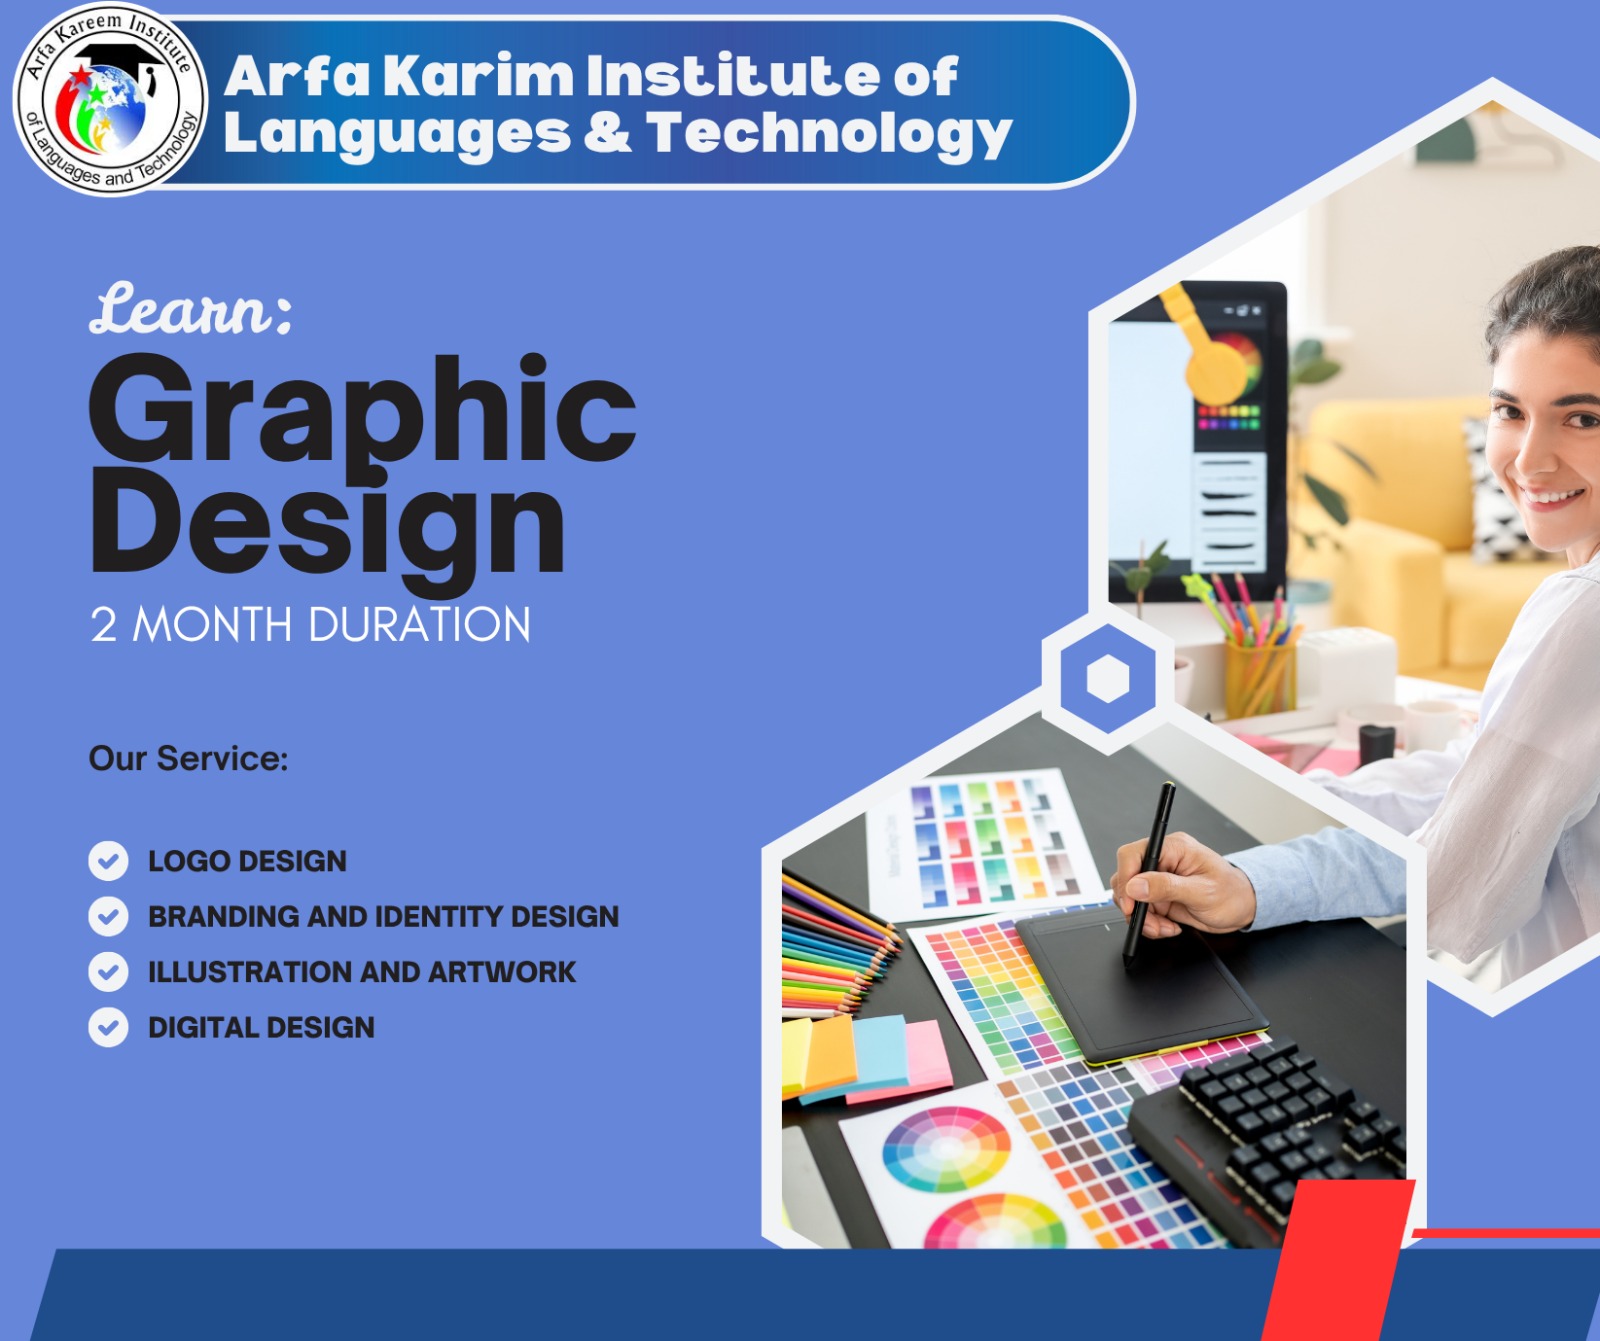 Arfa Kareem Institute
of Languages and Technology
Arfa Karim Institute of
Languages & Technology
Learn:
Graphic
Design
2 MONTH DURATION
Our Service:
LOGO DESIGN
BRANDING AND IDENTITY DESIGN
ILLUSTRATION AND ARTWORK
DIGITAL DESIGN